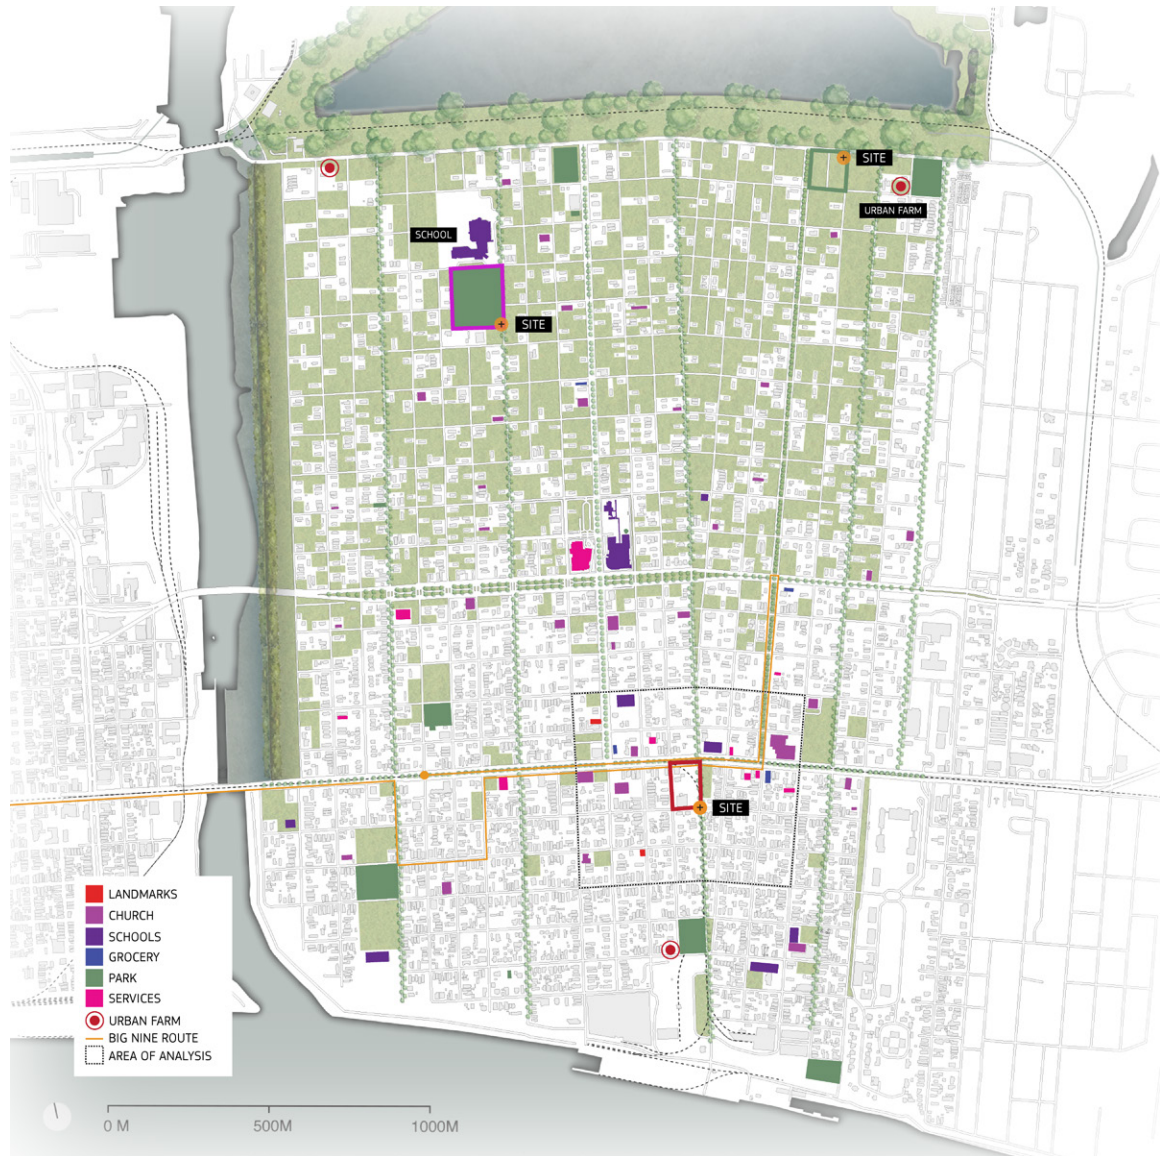 SITE
URBAN FARM
SCHOOL
SITE
SITE
LANDMARKS
CHURCH
SCHOOLS
GROCERY
PARK
SERVICES
URBAN FARM
BIG NINE ROUTE
AREA OF ANALYSIS
0 M 500M 1000M